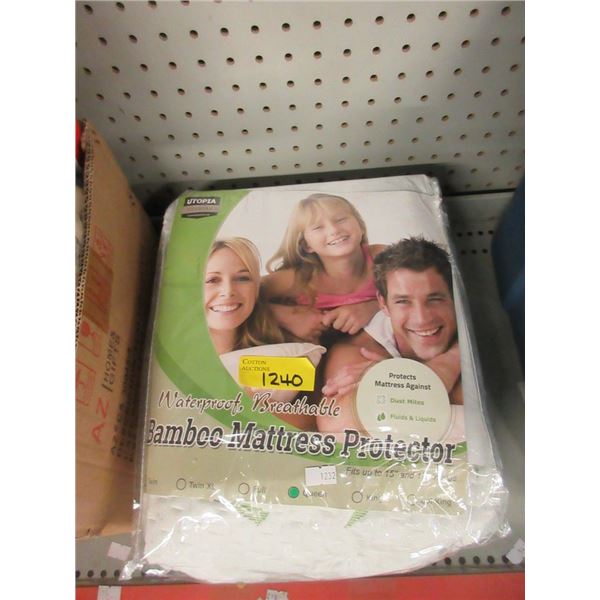 UTOPIA
COTTON
AUCTIONS
1240
Protects
Mattress Against
Dust Mites
Fluids & Liquids
Waterproof, Breathable
Bamboo Mattress Protector
Fits up to 15" and
Twin XL
Full
Queen
1232